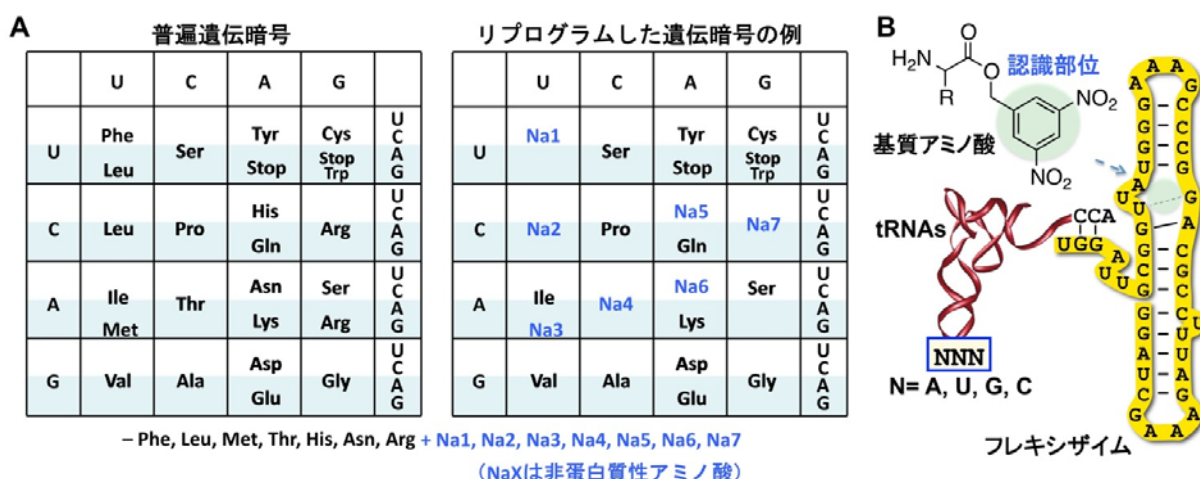 A
普遍遺伝暗号
U C A G
U
Phe
Leu
Ser
Tyr
Stop
Cys
Stop
Trp
U
C
A
G
C
Leu
Pro
His
Gln
Arg
U
C
A
G
A
Ile
Met
Thr
Asn
Lys
Ser
Arg
U
C
A
G
G
Val
Ala
Asp
Glu
Gly
U
C
A
G
リプログラムした遺伝暗号の例
U C A G
U
Na1
Ser
Tyr
Stop
Cys
Stop
Trp
U
C
A
G
C
Na2
Pro
Na5
Gln
Na7
U
C
A
G
A
Ile
Na3
Na4
Na6
Lys
Ser
U
C
A
G
G
Val
Ala
Asp
Glu
Gly
U
C
A
G
– Phe, Leu, Met, Thr, His, Asn, Arg + Na1, Na2, Na3, Na4, Na5, Na6, Na7
（NaXは非蛋白質性アミノ酸）
B
H₂N
O
O
R
認識部位
NO₂
NO₂
基質アミノ酸
tRNAs
CCA
UGG
A
U
U
NNN
N= A, U, G, C
A A
A G
G C
G C
G C
U G
A
U G
U A
G C
G G
C C
G C
G C
G U
A U
U A
C G
G A
A A
U
フレキシザイム